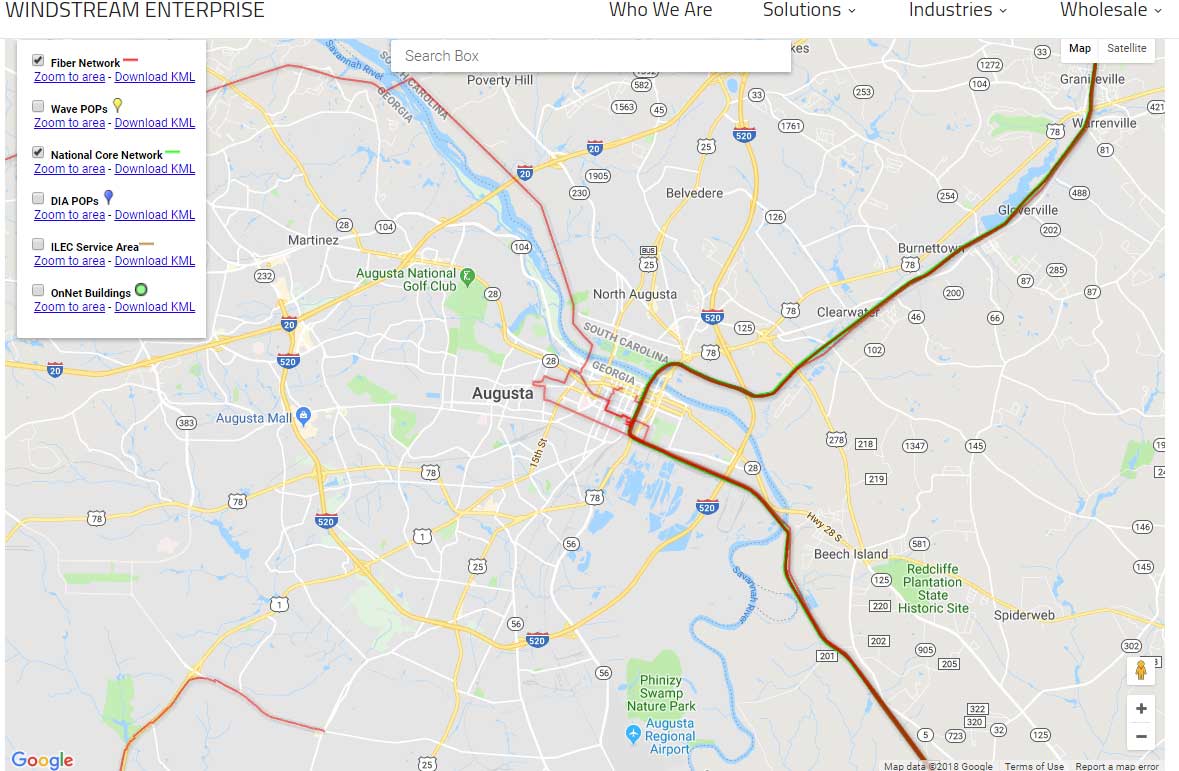 WINDSTREAM ENTERPRISE
Who We Are
Solutions
Industries
Wholesale
Fiber Network
Zoom to area - Download KML
Wave POPs
Zoom to area - Download KML
National Core Network
Zoom to area - Download KML
DIA POPs
Zoom to area - Download KML
ILEC Service Area
Zoom to area - Download KML
OnNet Buildings
Zoom to area - Download KML
Search Box
Map
Satellite
Savannah River
SOUTH CAROLINA
GEORGIA
Poverty Hill
Graniteville
Warrenville
Gloverville
Burnettown
Clearwater
Belvedere
Martinez
Augusta National
Golf Club
North Augusta
SOUTH CAROLINA
GEORGIA
Augusta
Augusta Mall
15th St
Hwy 28 S
Beech Island
Redcliffe
Plantation
State
Historic Site
Spiderweb
Savannah River
Phinizy
Swamp
Nature Park
Augusta
Regional
Airport
33
1272
104
582
1563
45
33
253
421
78
81
1761
25
520
20
20
1905
230
254
488
202
126
28
104
104
BUS
25
78
285
87
87
232
28
200
66
46
78
520
125
20
520
20
28
78
102
383
278
218
1347
145
219
28
78
78
78
78
520
520
1
56
146
145
25
581
125
220
1
56
520
202
905
205
302
201
56
322
320
32
5
723
125
25
Google
Map data ©2018 Google
Terms of Use
Report a map error